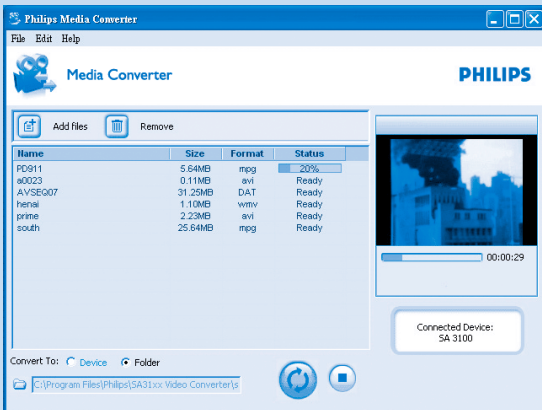 Philips Media Converter
File Edit Help
Media Converter
PHILIPS
Add files Remove
Name Size Format Status
PD911 5.64MB mpg 20%
a0023 0.11MB avi Ready
AVSEQ07 31.25MB DAT Ready
henai 1.10MB wmv Ready
prime 2.23MB avi Ready
south 25.64MB mpg Ready
00:00:29
Connected Device:
SA 3100
Convert To: Device Folder
C:\Program Files\Philips\SA31xx Video Converter\s